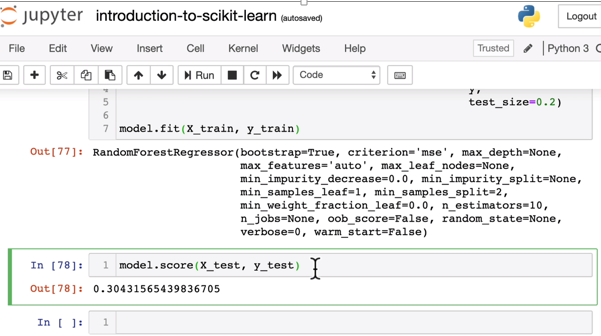 jupyter introduction-to-scikit-learn (autosaved) Logout
File Edit View Insert Cell Kernel Widgets Help Trusted Python 3
Run Code
4 y,
5 test_size=0.2)
6
7 model.fit(X_train, y_train)
Out[77]: RandomForestRegressor(bootstrap=True, criterion='mse', max_depth=None,
max_features='auto', max_leaf_nodes=None,
min_impurity_decrease=0.0, min_impurity_split=None,
min_samples_leaf=1, min_samples_split=2,
min_weight_fraction_leaf=0.0, n_estimators=10,
n_jobs=None, oob_score=False, random_state=None,
verbose=0, warm_start=False)
In [78]: 1 model.score(X_test, y_test)
Out[78]: 0.30431565439836705
In [ ]: 1